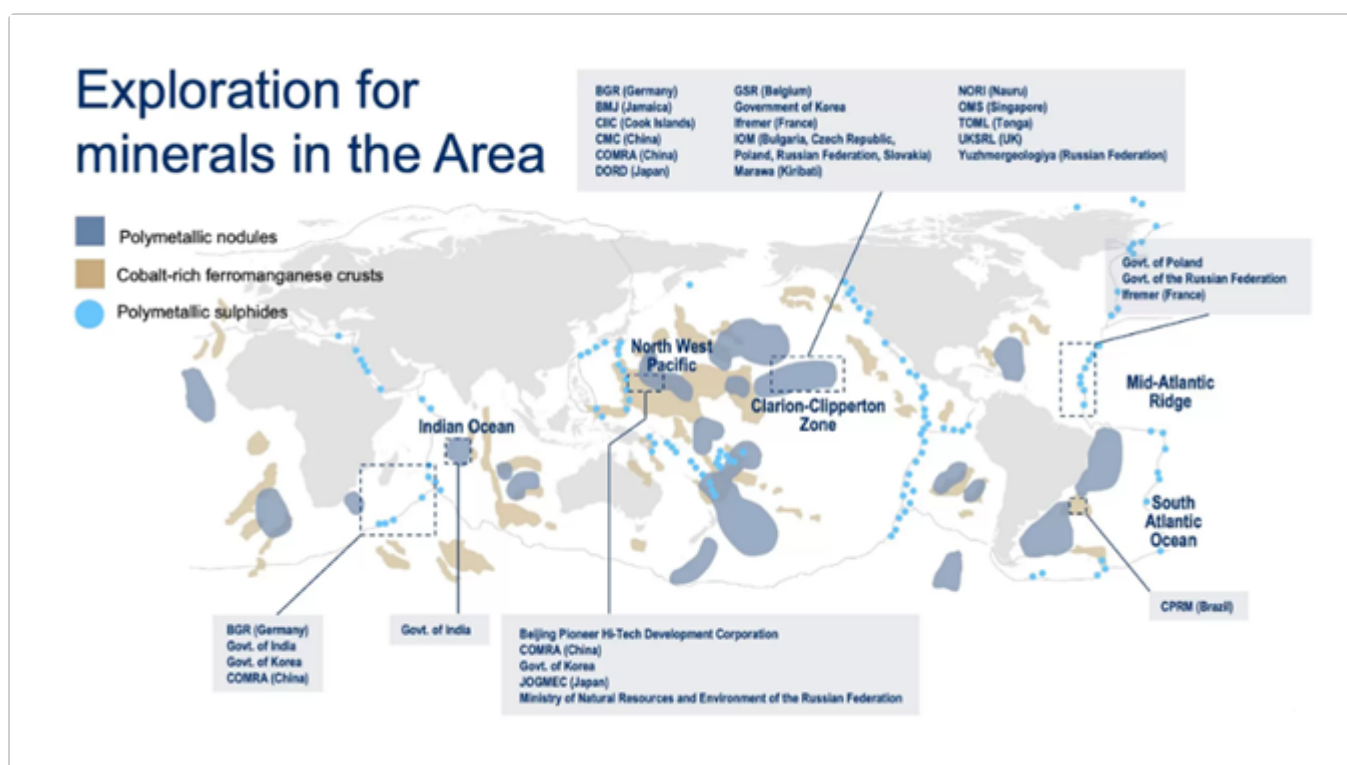 Exploration for
minerals in the Area
Polymetallic nodules
Cobalt-rich ferromanganese crusts
Polymetallic sulphides
BGR (Germany)
BMJ (Jamaica)
CIIC (Cook Islands)
CMC (China)
COMRA (China)
DORD (Japan)
GSR (Belgium)
Government of Korea
Ifremer (France)
IOM (Bulgaria, Czech Republic,
Poland, Russian Federation, Slovakia)
Marawa (Kiribati)
NORI (Nauru)
OMS (Singapore)
TOML (Tonga)
UKSRL (UK)
Yuzhmorgeologiya (Russian Federation)
Govt. of Poland
Govt. of the Russian Federation
Ifremer (France)
North West
Pacific
Clarion-Clipperton
Zone
Mid-Atlantic
Ridge
Indian Ocean
South
Atlantic
Ocean
CPRM (Brazil)
BGR (Germany)
Govt. of India
Govt. of Korea
COMRA (China)
Govt. of India
Beijing Pioneer Hi-Tech Development Corporation
COMRA (China)
Govt. of Korea
JOGMEC (Japan)
Ministry of Natural Resources and Environment of the Russian Federation